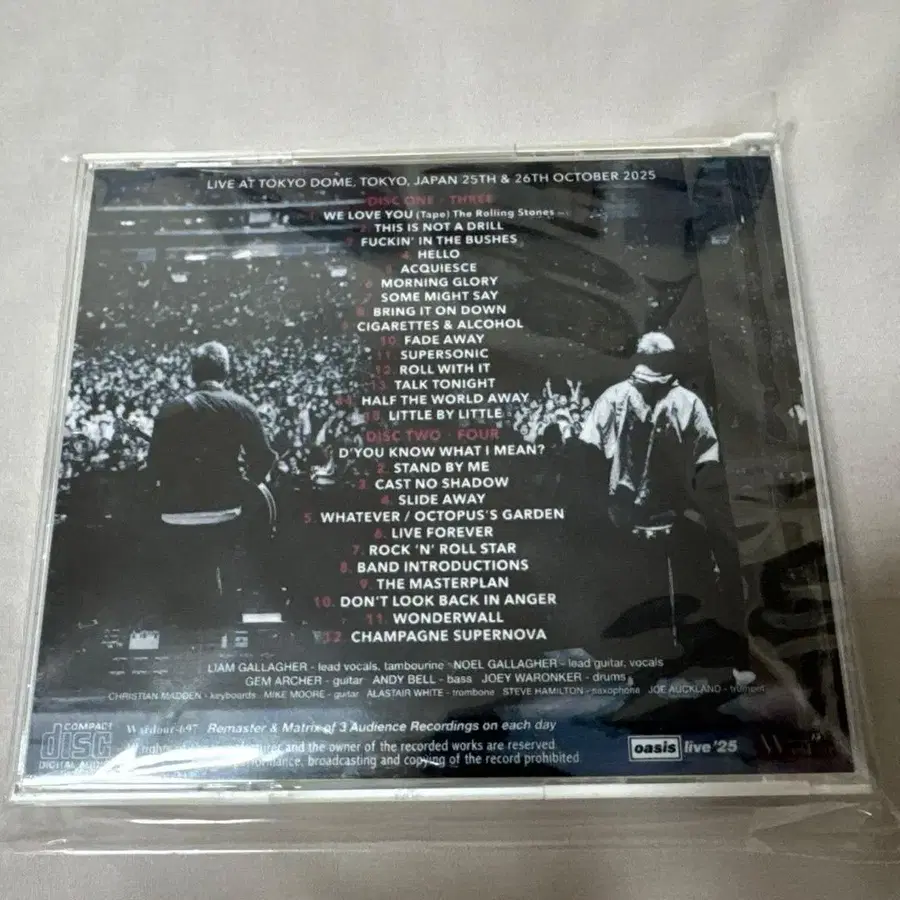 LIVE AT TOKYO DOME, TOKYO, JAPAN 25TH & 26TH OCTOBER 2025
DISC ONE · THREE
1. WE LOVE YOU (Tape) The Rolling Stones
2. THIS IS NOT A DRILL
3. FUCKIN' IN THE BUSHES
4. HELLO
5. ACQUIESCE
6. MORNING GLORY
7. SOME MIGHT SAY
8. BRING IT ON DOWN
9. CIGARETTES & ALCOHOL
10. FADE AWAY
11. SUPERSONIC
12. ROLL WITH IT
13. TALK TONIGHT
14. HALF THE WORLD AWAY
15. LITTLE BY LITTLE
DISC TWO · FOUR
D'YOU KNOW WHAT I MEAN?
2. STAND BY ME
3. CAST NO SHADOW
4. SLIDE AWAY
5. WHATEVER / OCTOPUS'S GARDEN
6. LIVE FOREVER
7. ROCK 'N' ROLL STAR
8. BAND INTRODUCTIONS
9. THE MASTERPLAN
10. DON'T LOOK BACK IN ANGER
11. WONDERWALL
12. CHAMPAGNE SUPERNOVA
LIAM GALLAGHER - lead vocals, tambourine NOEL GALLAGHER - lead guitar, vocals
GEM ARCHER - guitar ANDY BELL - bass JOEY WARONKER - drums
CHRISTIAN MADDEN - keyboards MIKE MOORE - guitar ALASTAIR WHITE - trombone STEVE HAMILTON - saxophone JOE AUCKLAND - trumpet
COMPACT
disc
DIGITAL AUDIO
Wardour-697 Remaster & Matrix of 3 Audience Recordings on each day
and the owner of the recorded works are reserved.
performance, broadcasting and copying of the record prohibited.
oasis live '25